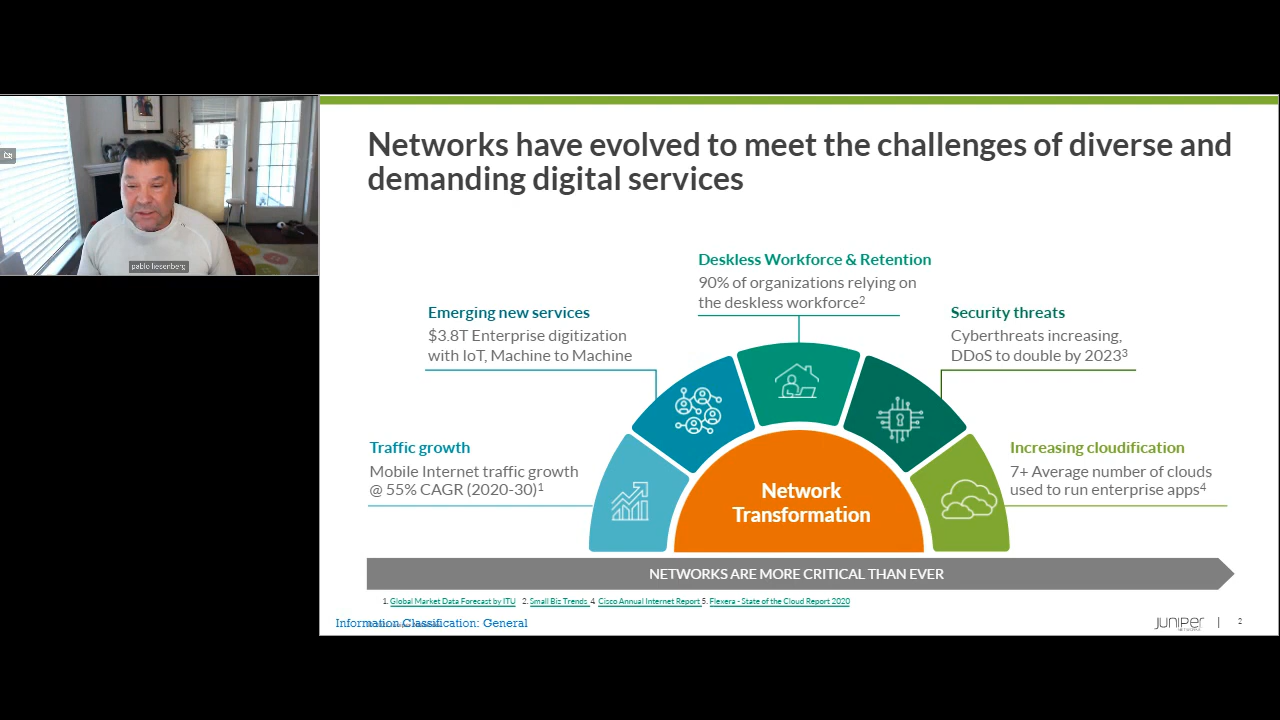 Networks have evolved to meet the challenges of diverse and
demanding digital services
Deskless Workforce & Retention
90% of organizations relying on
the deskless workforce2
Emerging new services
$3.8T Enterprise digitization
with IoT, Machine to Machine
Security threats
Cyberthreats increasing,
DDoS to double by 20233
Traffic growth
Mobile Internet traffic growth
@ 55% CAGR (2020-30)1
Increasing cloudification
7+ Average number of clouds
used to run enterprise apps4
Network
Transformation
NETWORKS ARE MORE CRITICAL THAN EVER
1. Global Market Data Forecast by ITU 2. Small Biz Trends 4. Cisco Annual Internet Report 5. Flexera - State of the Cloud Report 2020
Information Classification: General
JUNIPER
NETWORKS
| 2
pablo liesenberg